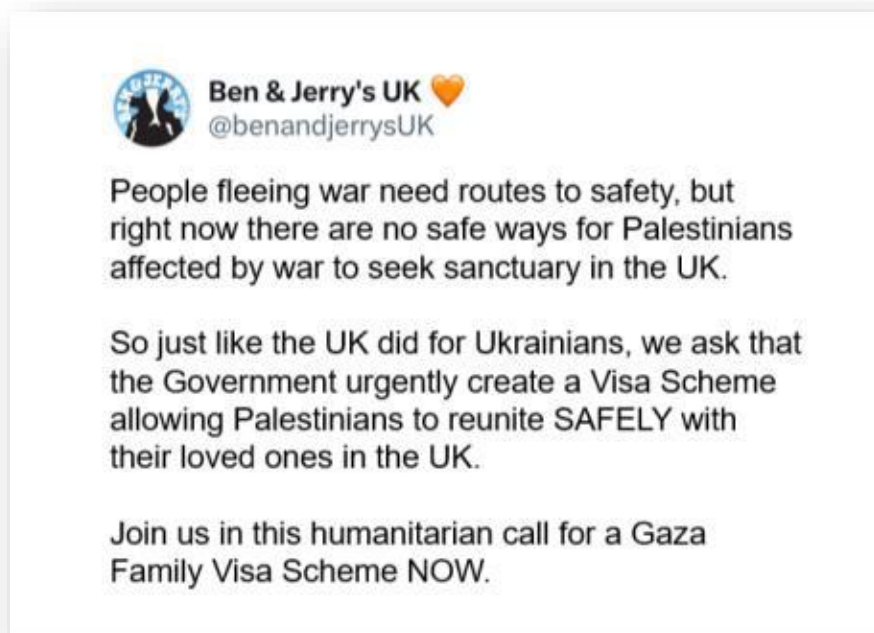 Ben & Jerry's UK 🧡
@benandjerrysUK
People fleeing war need routes to safety, but
right now there are no safe ways for Palestinians
affected by war to seek sanctuary in the UK.
So just like the UK did for Ukrainians, we ask that
the Government urgently create a Visa Scheme
allowing Palestinians to reunite SAFELY with
their loved ones in the UK.
Join us in this humanitarian call for a Gaza
Family Visa Scheme NOW.